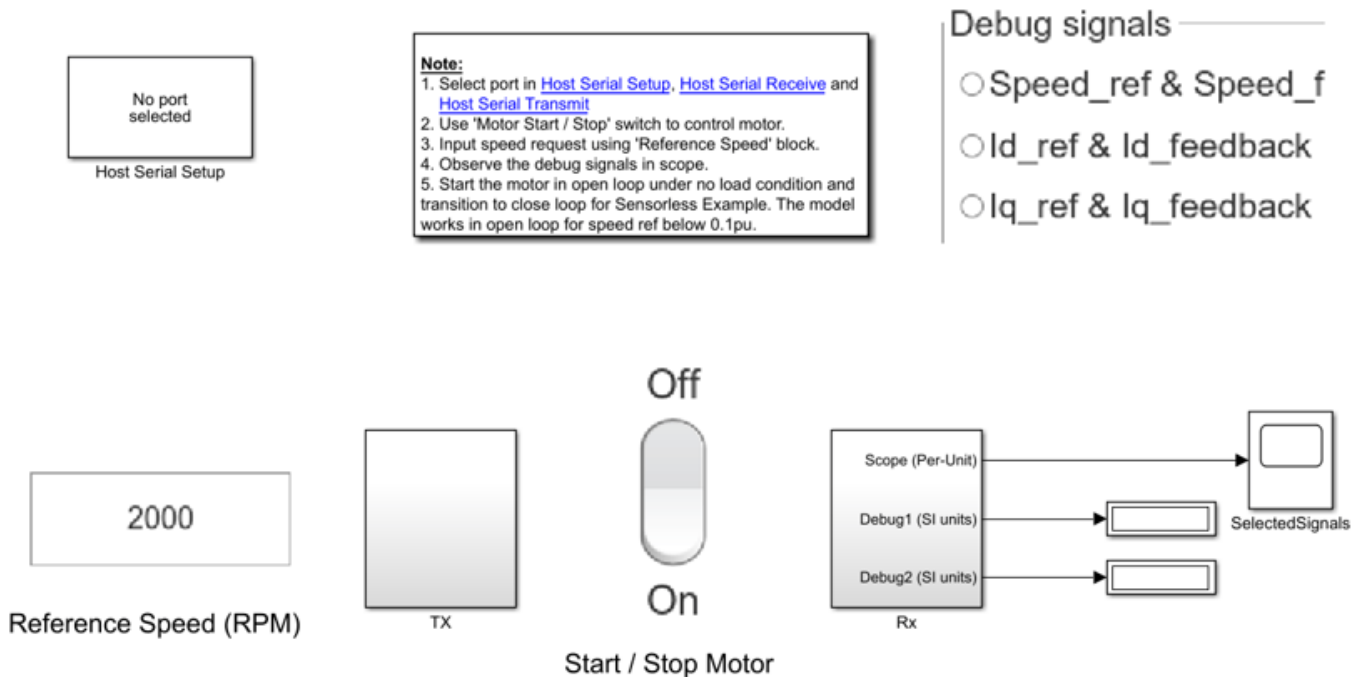 No port
selected
Host Serial Setup
Note:
1. Select port in Host Serial Setup, Host Serial Receive and
Host Serial Transmit
2. Use 'Motor Start / Stop' switch to control motor.
3. Input speed request using 'Reference Speed' block.
4. Observe the debug signals in scope.
5. Start the motor in open loop under no load condition and
transition to close loop for Sensorless Example. The model
works in open loop for speed ref below 0.1pu.
Debug signals
Speed_ref & Speed_f
Id_ref & Id_feedback
Iq_ref & Iq_feedback
2000
Reference Speed (RPM)
TX
Off
On
Start / Stop Motor
Scope (Per-Unit)
Debug1 (SI units)
Debug2 (SI units)
Rx
SelectedSignals